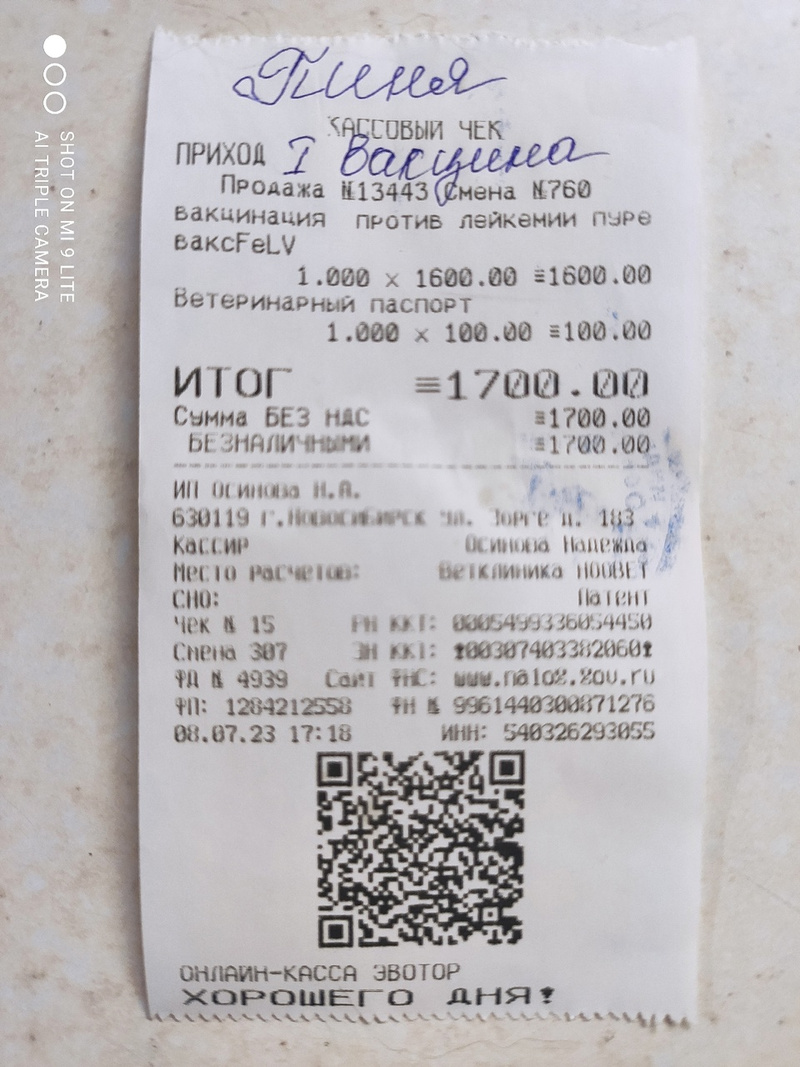 Пиня
КАССОВЫЙ ЧЕК
ПРИХОД I Вакцина
Продажа №13443 Смена №760
вакцинация против лейкемии пуре
ваксFeLV
1.000 x 1600.00 ≡1600.00
Ветеринарный паспорт
1.000 x 100.00 ≡100.00
ИТОГ ≡1700.00
Сумма БЕЗ НДС ≡1700.00
БЕЗНАЛИЧНЫМИ ≡1700.00
ИП Осинова Н.А.
630119 г.Новосибирск ул. Зорге д. 183
Кассир Осинова Надежда
Место расчетов: Ветклиника НОВВЕТ
СНО: Патент
Чек № 15 РН ККТ: 0005499336054450
Смена 307 ЗН ККТ: 00307403382060
ФД № 4939 Сайт ФНС: www.nalog.gov.ru
ФП: 1284212558 ФН № 9961440300871276
08.07.23 17:18 ИНН: 540326293055
ОНЛАЙН-КАССА ЭВОТОР
ХОРОШЕГО ДНЯ!
SHOT ON MI 9 LITE
AI TRIPLE CAMERA